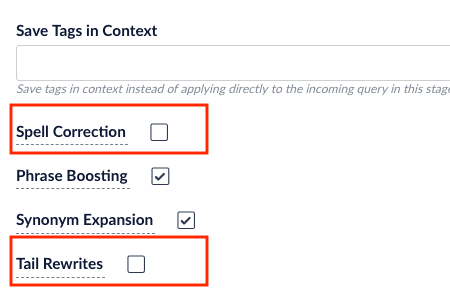 Save Tags in Context
Save tags in context instead of applying directly to the incoming query in this stage
Spell Correction
Phrase Boosting
Synonym Expansion
Tail Rewrites